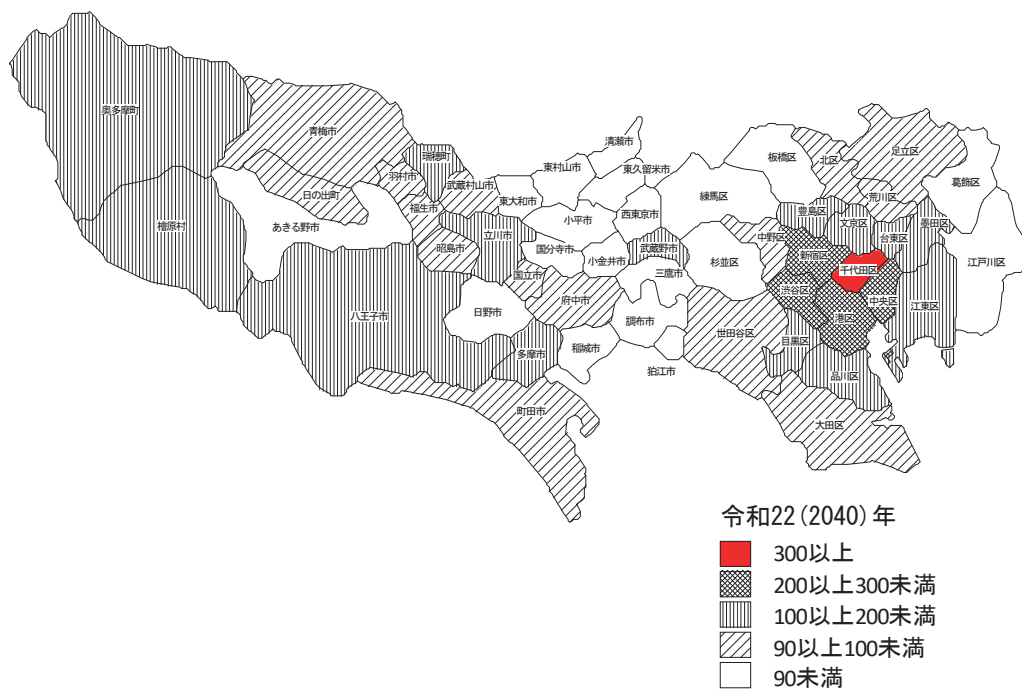 奥多摩町
青梅市
瑞穂町
羽村市
武蔵村山市
日の出町
福生市
東大和市
東村山市
清瀬市
東久留米市
檜原村
あきる野市
昭島市
立川市
小平市
西東京市
国分寺市
小金井市
武蔵野市
国立市
三鷹市
八王子市
日野市
府中市
調布市
多摩市
稲城市
狛江市
町田市
板橋区
北区
足立区
練馬区
荒川区
葛飾区
豊島区
文京区
墨田区
台東区
中野区
新宿区
杉並区
千代田区
江戸川区
渋谷区
中央区
江東区
港区
世田谷区
目黒区
品川区
大田区
令和22(2040)年
300以上
200以上300未満
100以上200未満
90以上100未満
90未満